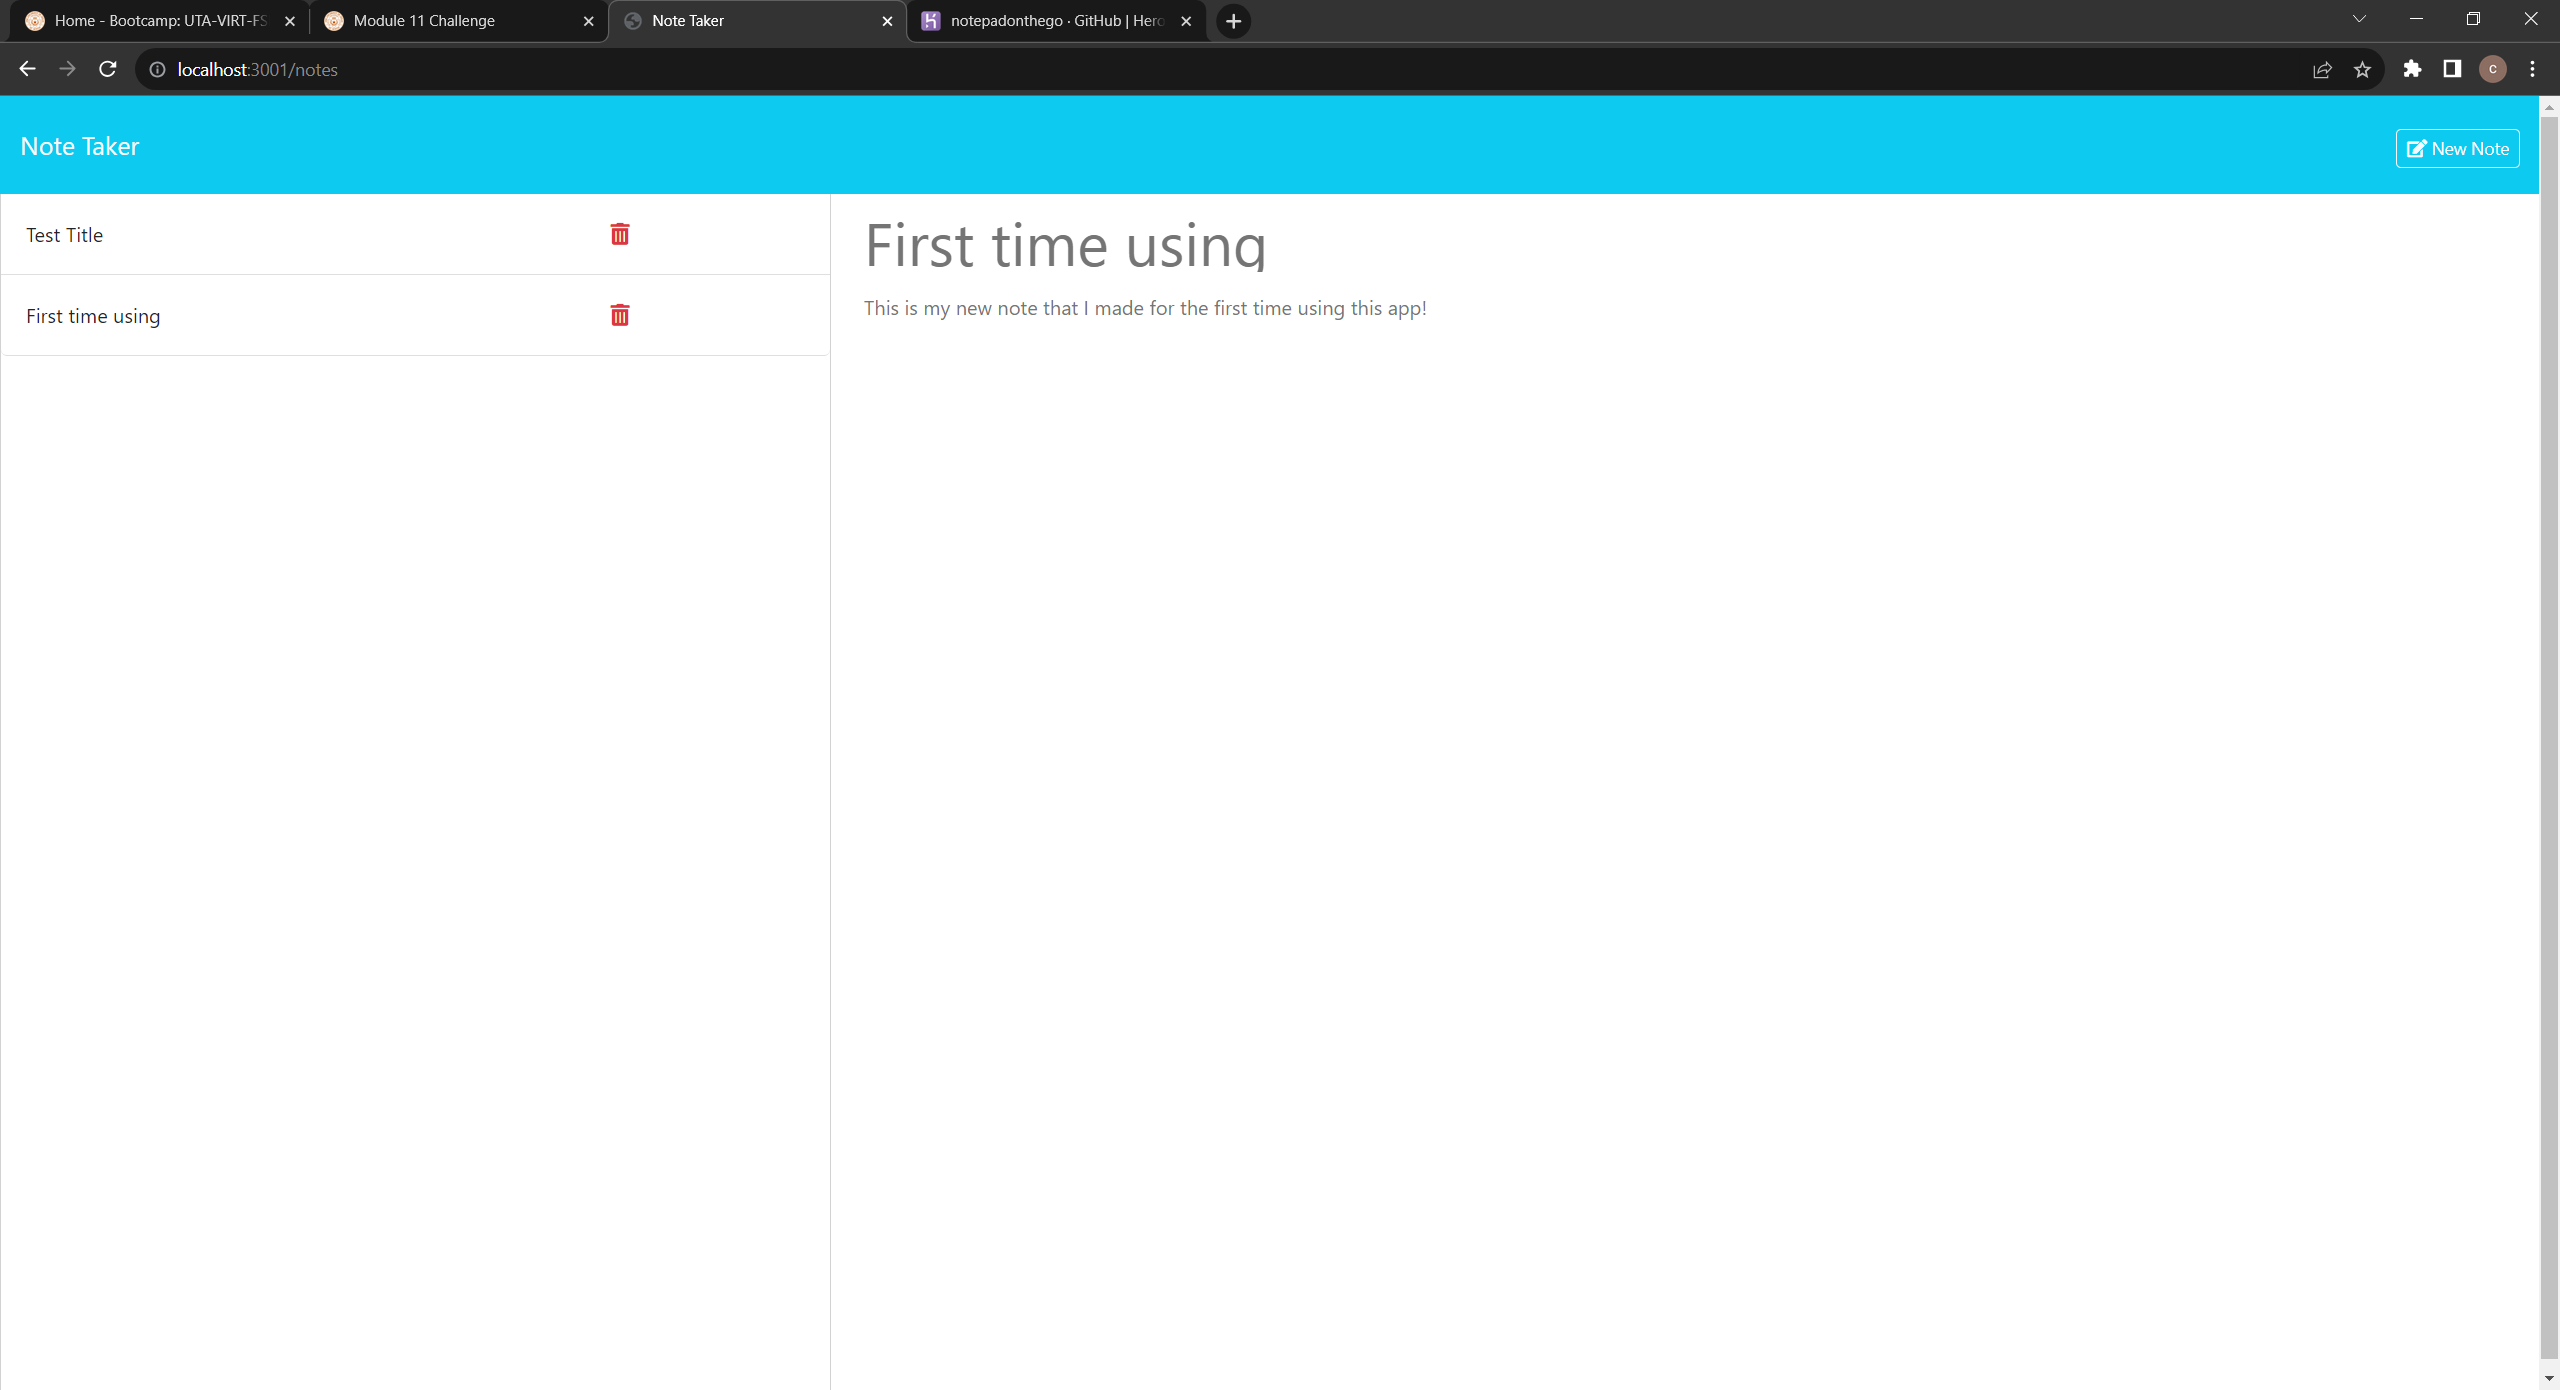 Home - Bootcamp: UTA-VIRT-FS
Module 11 Challenge
Note Taker
notepadonthego · GitHub | Hero
localhost:3001/notes
C
Note Taker
New Note
Test Title
First time using
First time using
This is my new note that I made for the first time using this app!